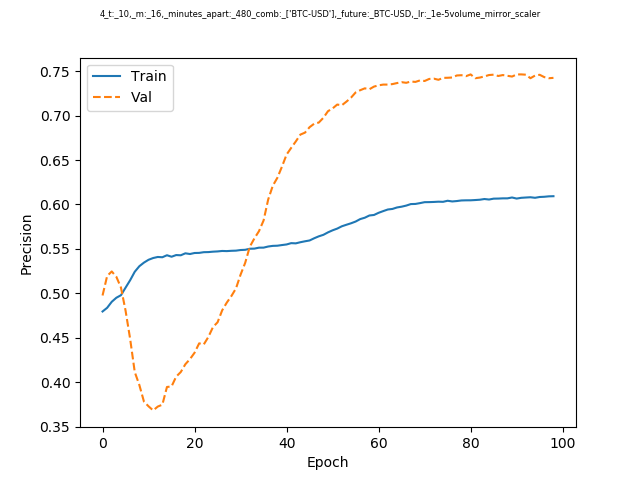 4_t:_10,_m:_16,_minutes_apart:_480_comb:_['BTC-USD'],_future:_BTC-USD,_lr:_1e-5volume_mirror_scaler
Train
Val
0.75
0.70
0.65
0.60
0.55
0.50
0.45
0.40
0.35
Precision
0 20 40 60 80 100
Epoch